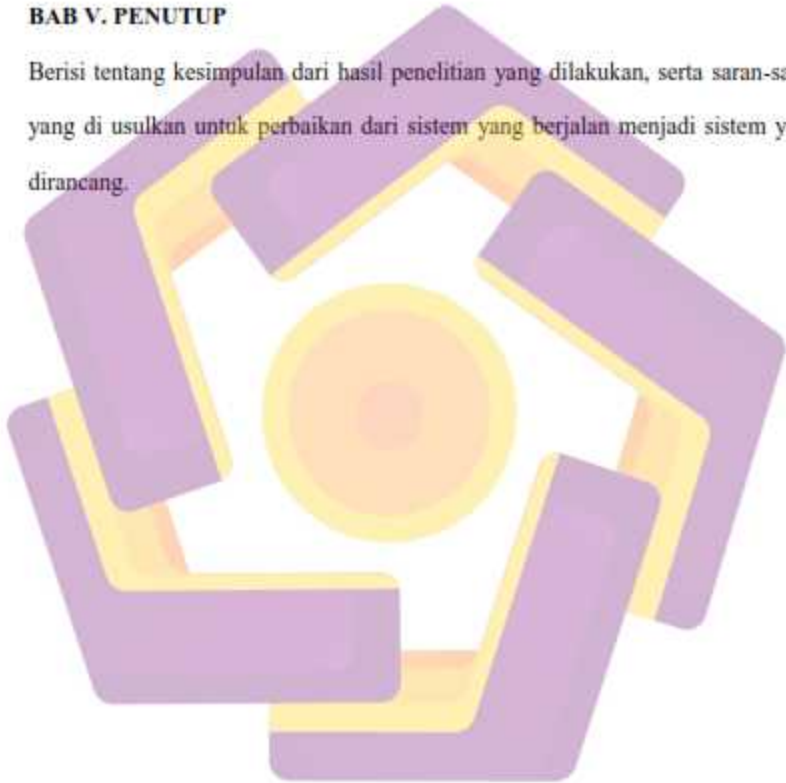 BAB V. PENUTUP
Berisi tentang kesimpulan dari hasil penelitian yang dilakukan, serta saran-sa
yang di usulkan untuk perbaikan dari sistem yang berjalan menjadi sistem y
dirancang.